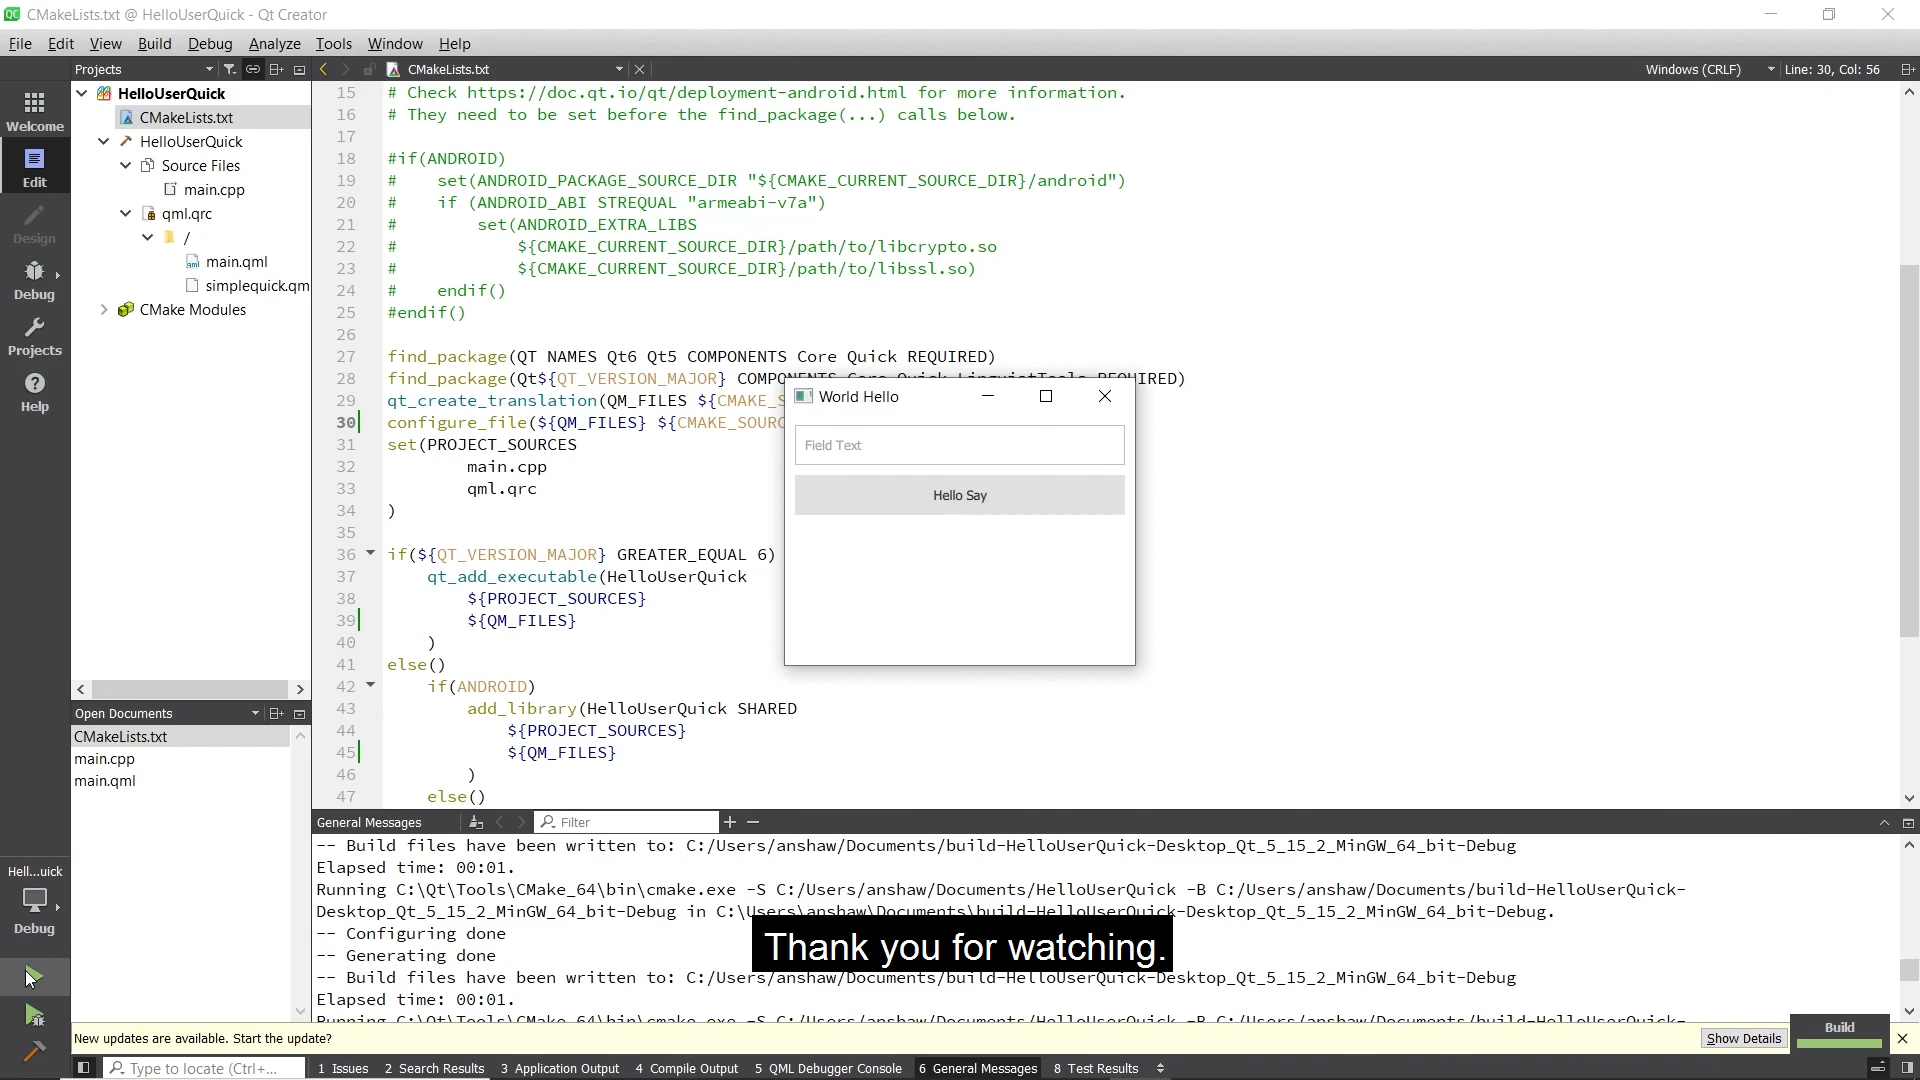 CMakeLists.txt @ HelloUserQuick - Qt Creator
File Edit View Build Debug Analyze Tools Window Help
Projects
CMakeLists.txt
Windows (CRLF)
Line: 30, Col: 56
Welcome
Edit
Design
Debug
Projects
Help
HelloUserQuick
CMakeLists.txt
HelloUserQuick
Source Files
main.cpp
qml.qrc
/
main.qml
simplequick.qm
CMake Modules
15 # Check https://doc.qt.io/qt/deployment-android.html for more information.
16 # They need to be set before the find_package(...) calls below.
17
18 #if(ANDROID)
19 #    set(ANDROID_PACKAGE_SOURCE_DIR "${CMAKE_CURRENT_SOURCE_DIR}/android")
20 #    if (ANDROID_ABI STREQUAL "armeabi-v7a")
21 #        set(ANDROID_EXTRA_LIBS
22 #            ${CMAKE_CURRENT_SOURCE_DIR}/path/to/libcrypto.so
23 #            ${CMAKE_CURRENT_SOURCE_DIR}/path/to/libssl.so)
24 #    endif()
25 #endif()
26
27 find_package(QT NAMES Qt6 Qt5 COMPONENTS Core Quick REQUIRED)
28 find_package(Qt${QT_VERSION_MAJOR} COMPONENTS Core Quick LinguistTools REQUIRED)
29 qt_create_translation(QM_FILES ${CMAKE_S
30 configure_file(${QM_FILES} ${CMAKE_SOURC
31 set(PROJECT_SOURCES
32         main.cpp
33         qml.qrc
34 )
35
36 if(${QT_VERSION_MAJOR} GREATER_EQUAL 6)
37     qt_add_executable(HelloUserQuick
38         ${PROJECT_SOURCES}
39         ${QM_FILES}
40     )
41 else()
42     if(ANDROID)
43         add_library(HelloUserQuick SHARED
44             ${PROJECT_SOURCES}
45             ${QM_FILES}
46         )
47     else()
World Hello
Field Text
Hello Say
Open Documents
CMakeLists.txt
main.cpp
main.qml
Hell...uick
Debug
General Messages
Filter
-- Build files have been written to: C:/Users/anshaw/Documents/build-HelloUserQuick-Desktop_Qt_5_15_2_MinGW_64_bit-Debug
Elapsed time: 00:01.
Running C:\Qt\Tools\CMake_64\bin\cmake.exe -S C:/Users/anshaw/Documents/HelloUserQuick -B C:/Users/anshaw/Documents/build-HelloUserQuick-
Desktop_Qt_5_15_2_MinGW_64_bit-Debug in C:\Users\anshaw\Documents\build-HelloUserQuick-Desktop_Qt_5_15_2_MinGW_64_bit-Debug.
-- Configuring done
-- Generating done
-- Build files have been written to: C:/Users/anshaw/Documents/build-HelloUserQuick-Desktop_Qt_5_15_2_MinGW_64_bit-Debug
Elapsed time: 00:01.
Running C:\Qt\Tools\CMake_64\bin\cmake.exe -S C:/Users/anshaw/Documents/HelloUserQuick -B C:/Users/anshaw/Documents/build-HelloUserQuick-
Thank you for watching.
New updates are available. Start the update?
Show Details
Build
Type to locate (Ctrl+...
1 Issues 2 Search Results 3 Application Output 4 Compile Output 5 QML Debugger Console 6 General Messages 8 Test Results